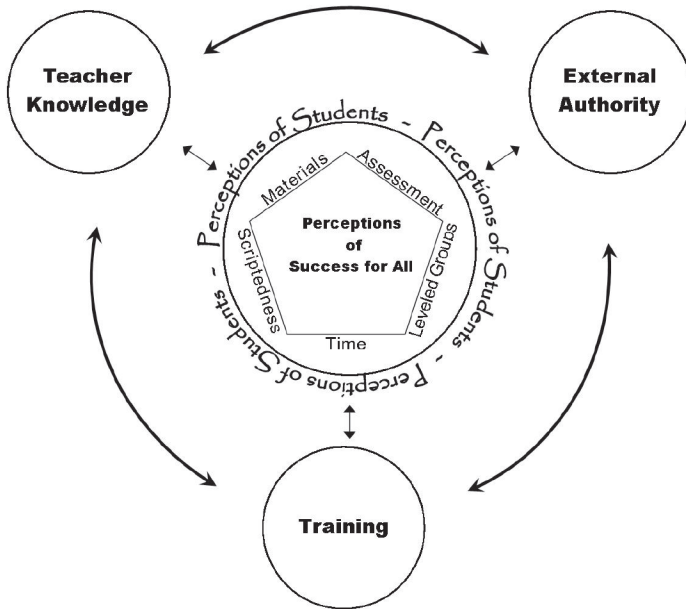 Teacher
Knowledge
External
Authority
Perceptions of Students - Perceptions of Students - Perceptions of Students -
Materials
Assessment
Scriptedness
Leveled Groups
Time
Perceptions
of
Success for All
Training